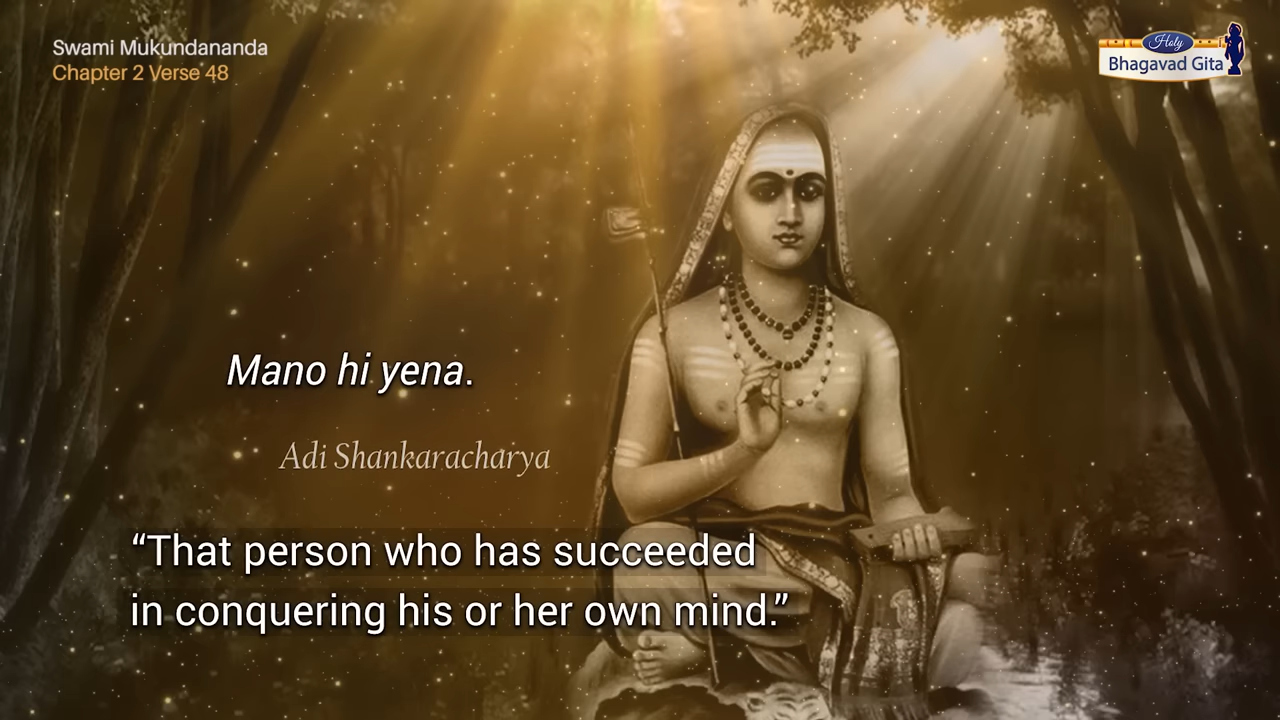 Swami Mukundananda
Chapter 2 Verse 48
Holy
Bhagavad Gita
Mano hi yena.
Adi Shankaracharya
“That person who has succeeded
in conquering his or her own mind.”